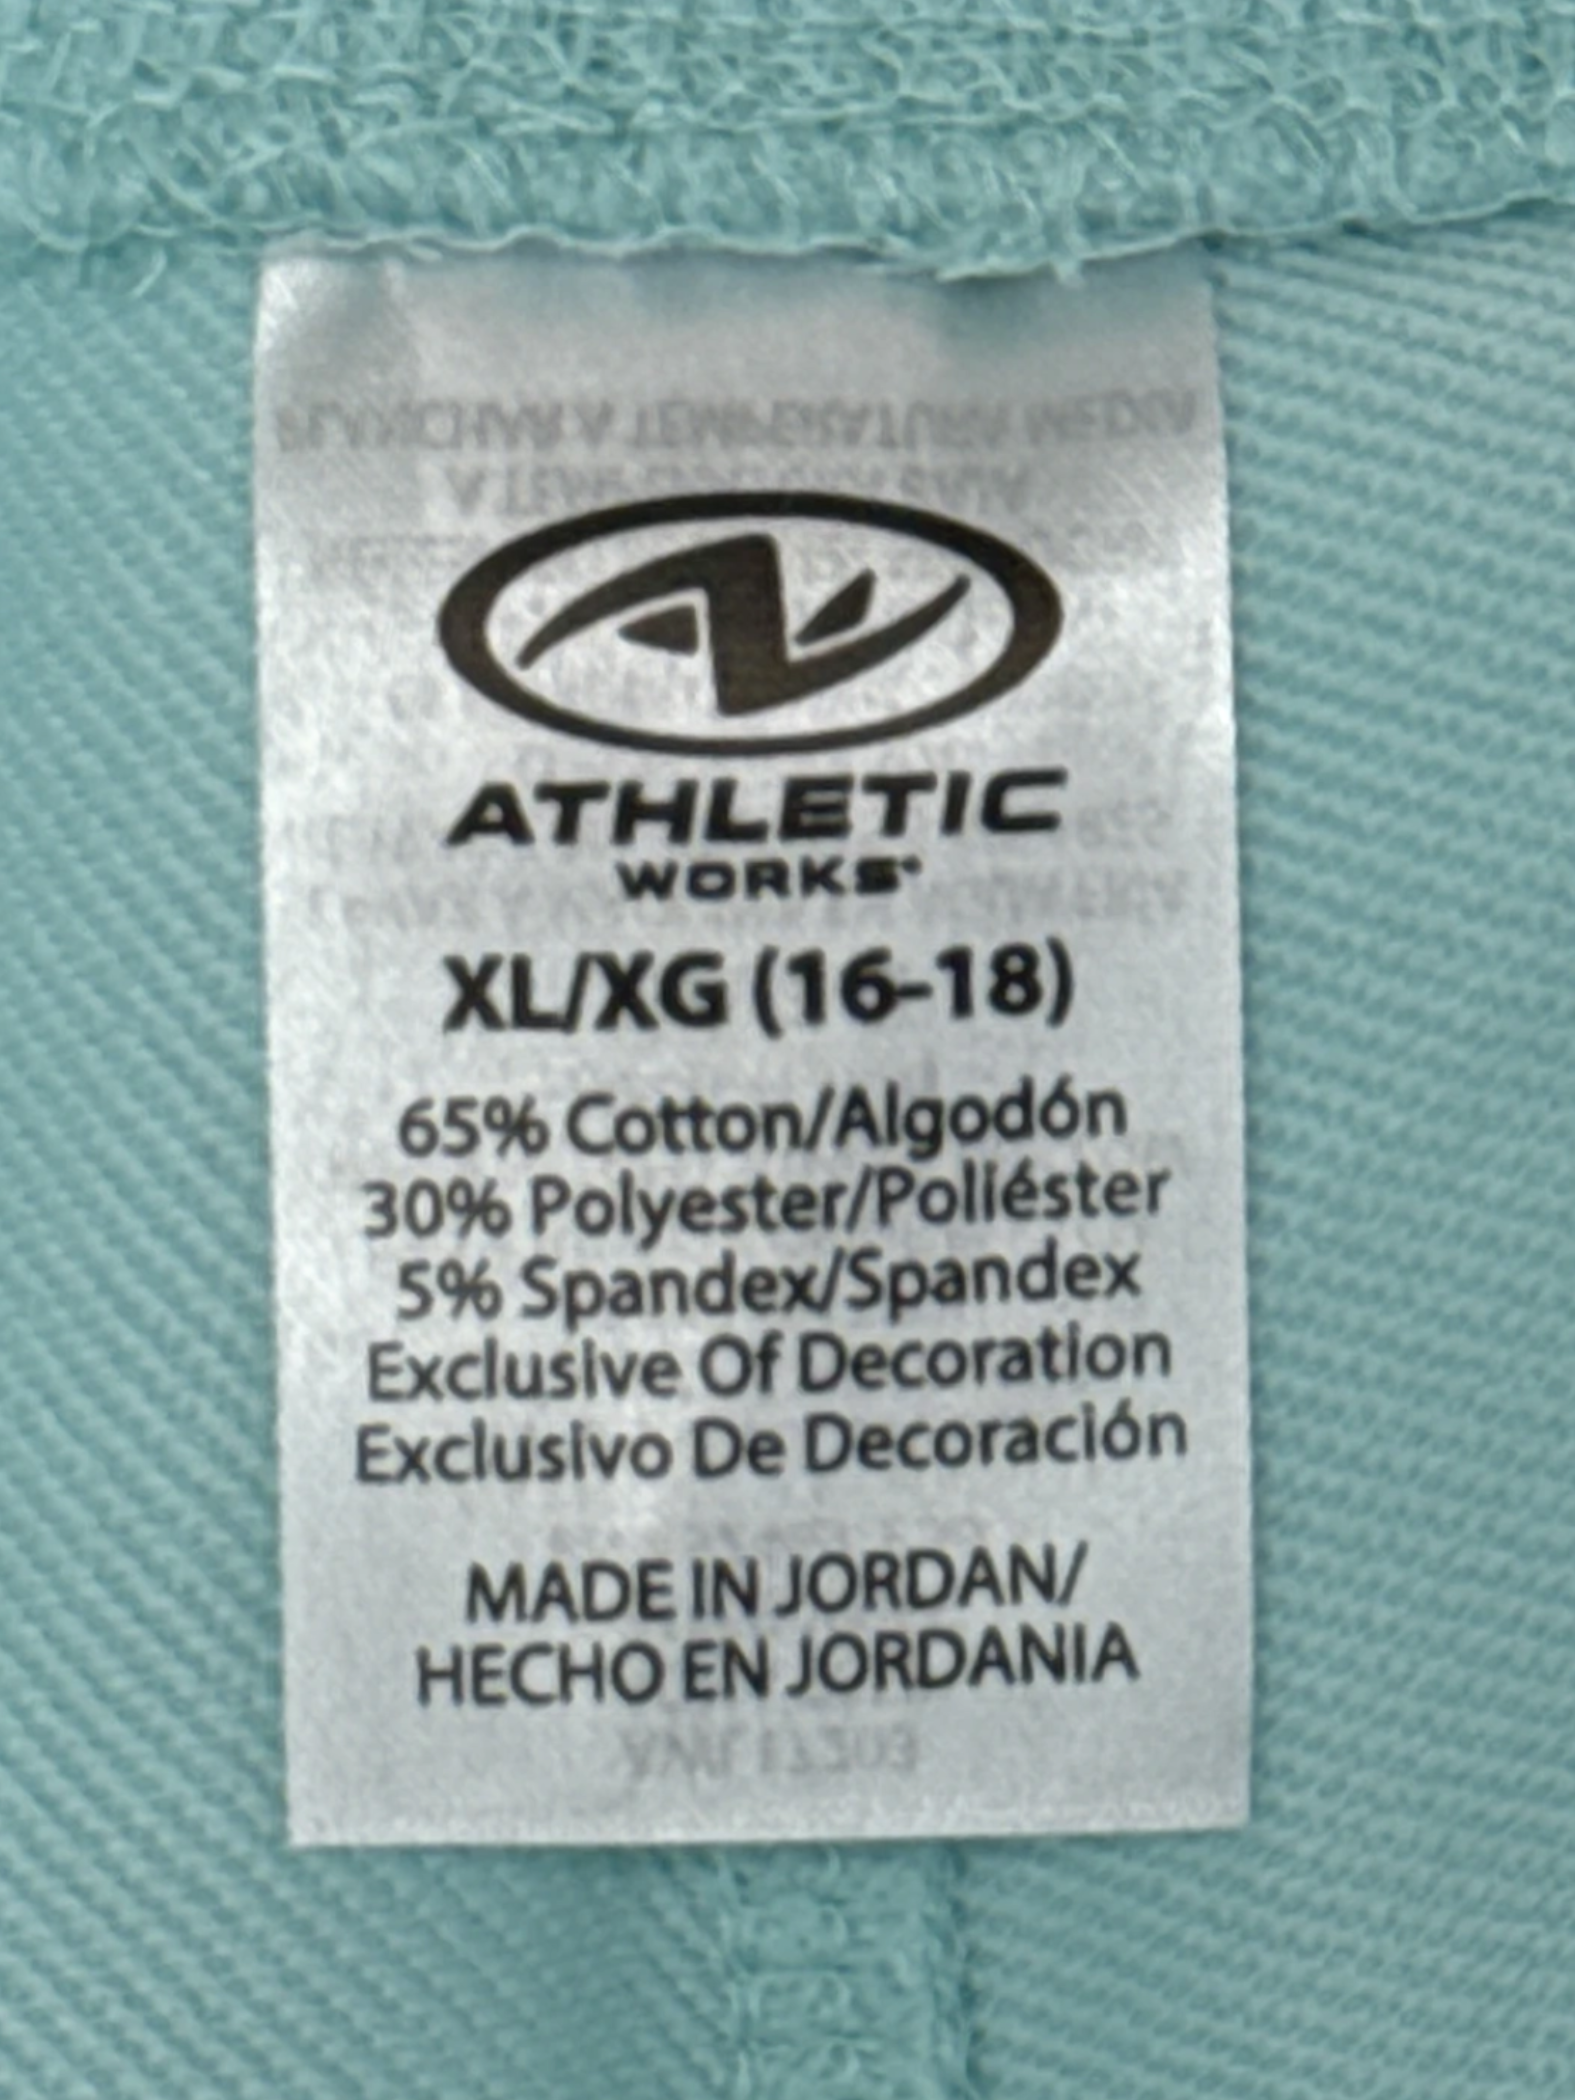 ATHLETIC
WORKS
XL/XG (16-18)
65% Cotton/Algodón
30% Polyester/Poliéster
5% Spandex/Spandex
Exclusive Of Decoration
Exclusivo De Decoración
MADE IN JORDAN/
HECHO EN JORDANIA